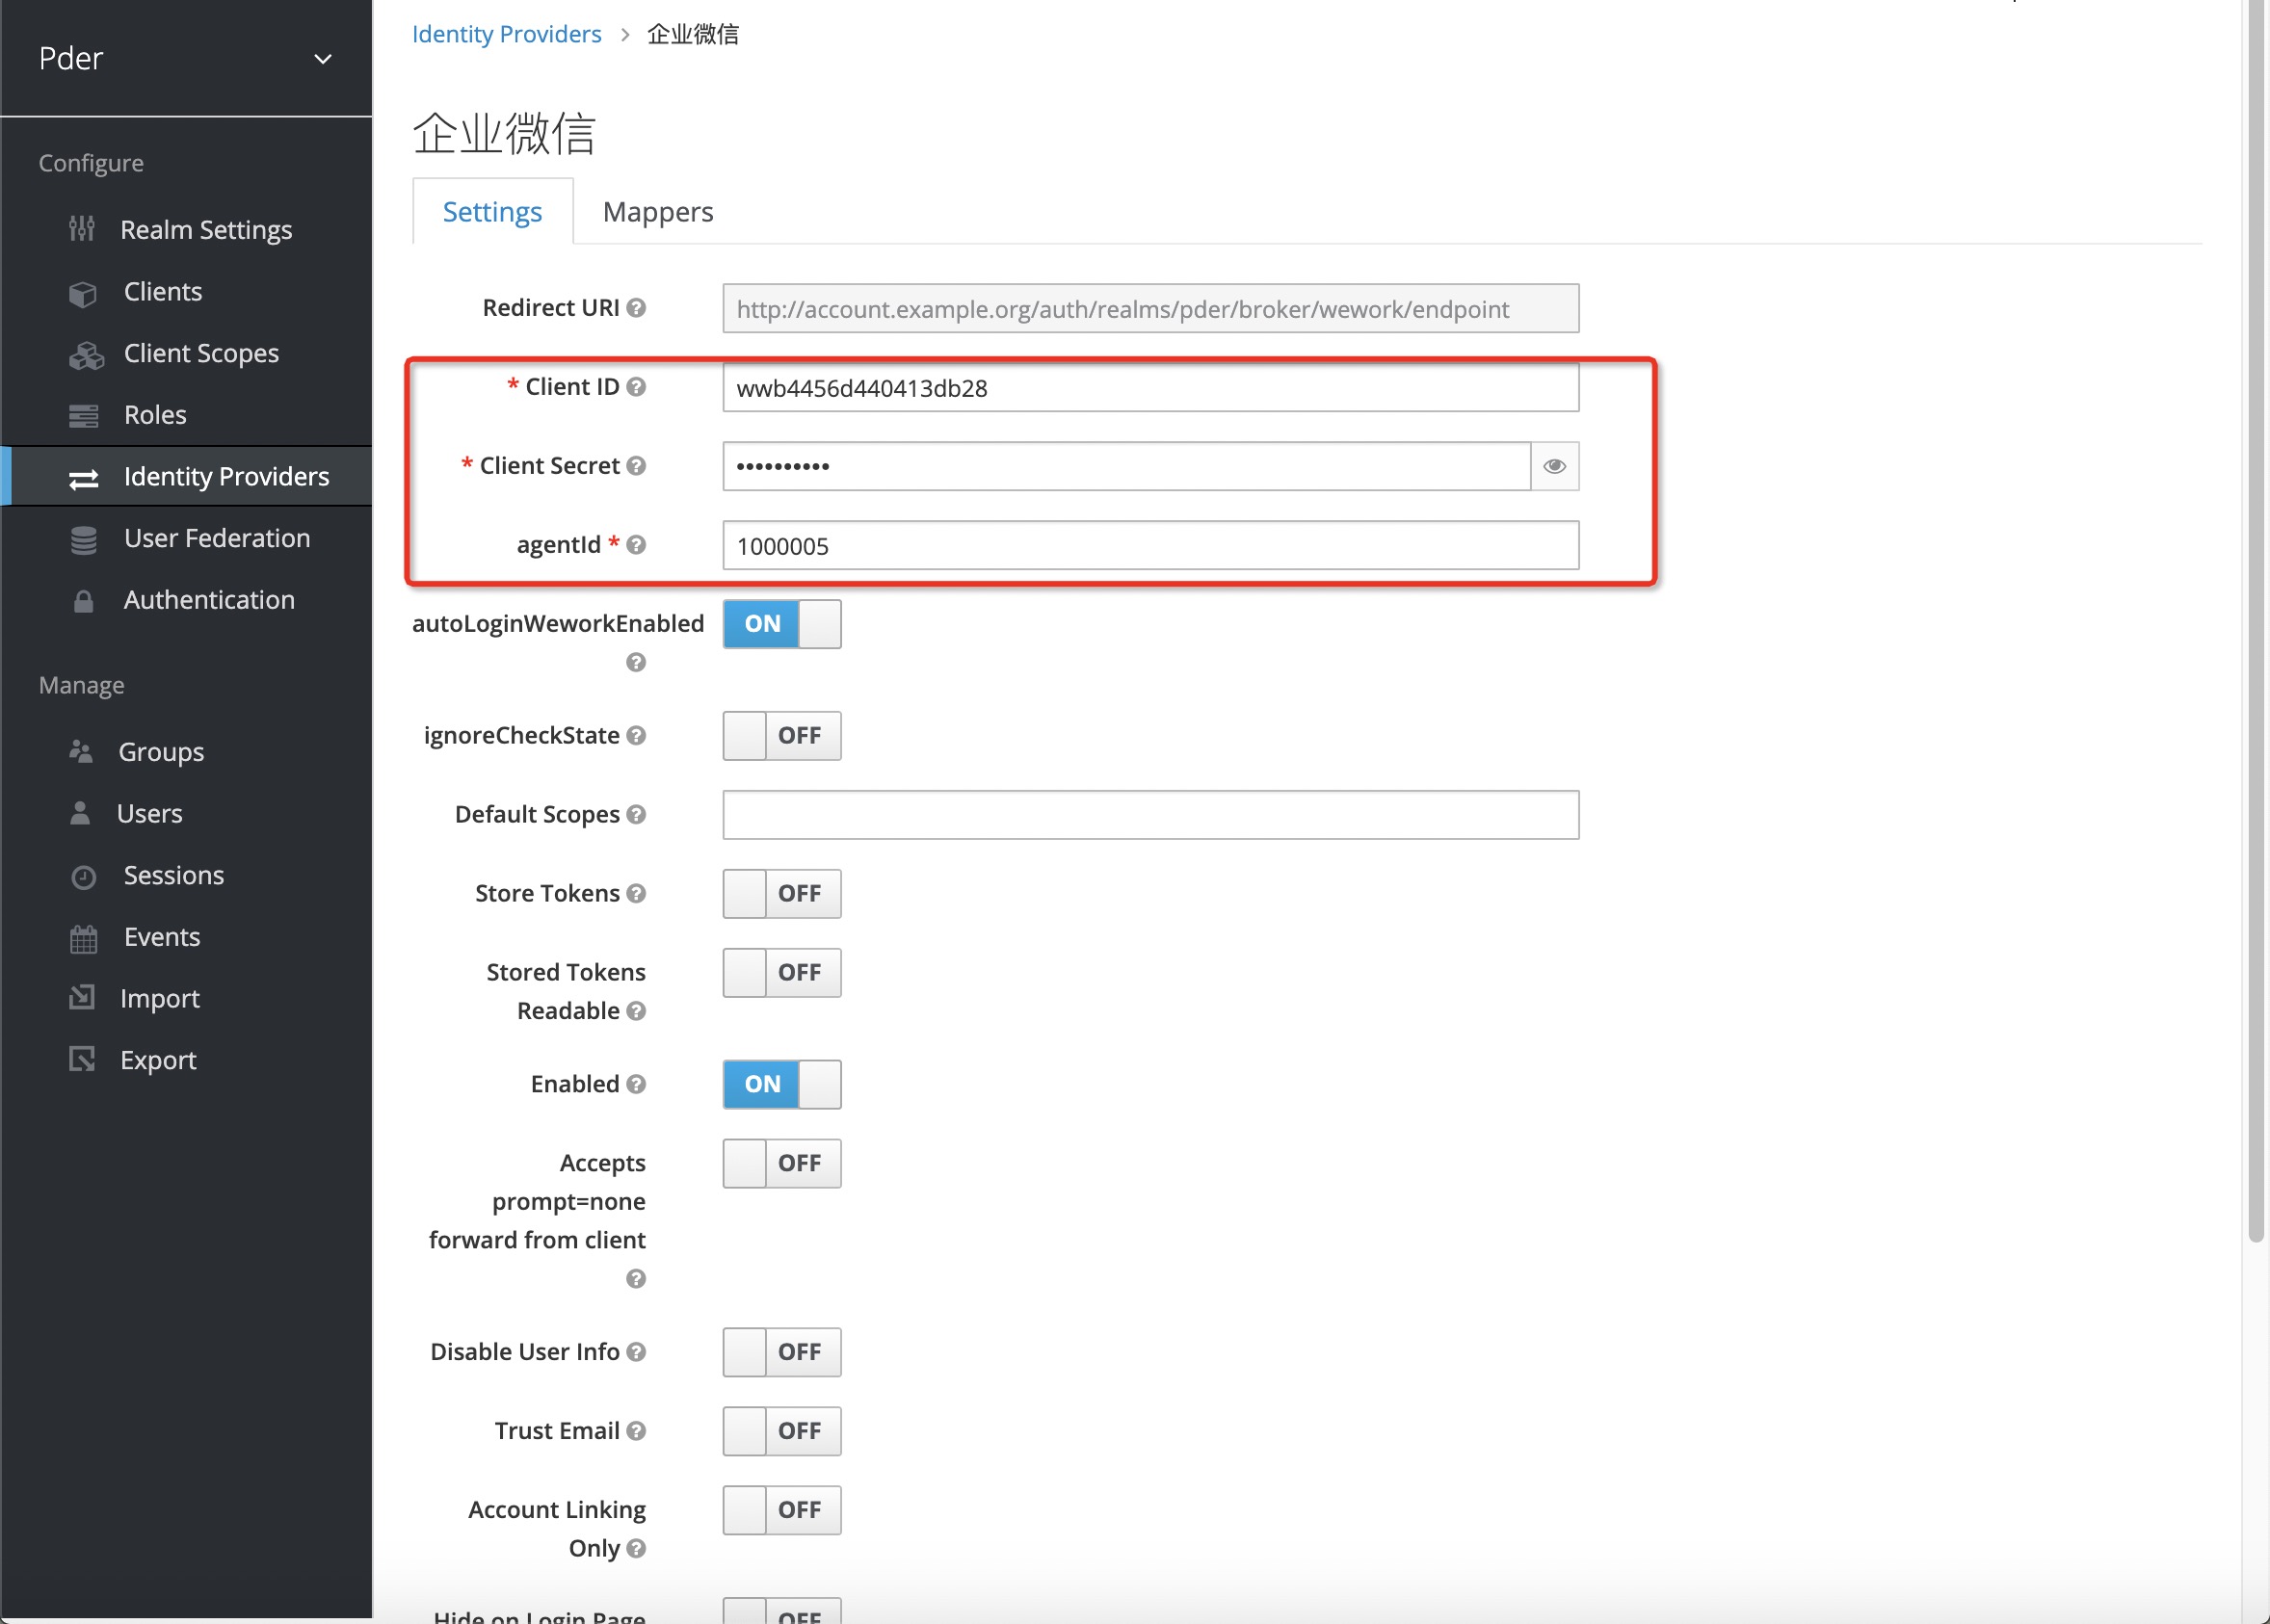 Pder
Configure
Realm Settings
Clients
Client Scopes
Roles
Identity Providers
User Federation
Authentication
Manage
Groups
Users
Sessions
Events
Import
Export
Identity Providers > 企业微信
企业微信
Settings Mappers
Redirect URI http://account.example.org/auth/realms/pder/broker/wework/endpoint
* Client ID wwb4456d440413db28
* Client Secret ••••••••••
agentId * 1000005
autoLoginWeworkEnabled ON
ignoreCheckState OFF
Default Scopes
Store Tokens OFF
Stored Tokens OFF
Readable
Enabled ON
Accepts OFF
prompt=none
forward from client
Disable User Info OFF
Trust Email OFF
Account Linking OFF
Only
Hide on Login Page OFF